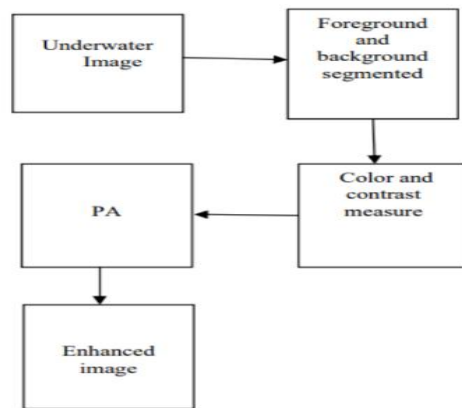 Underwater
Image
Foreground
and
background
segmented
Color and
contrast
measure
PA
Enhanced
image